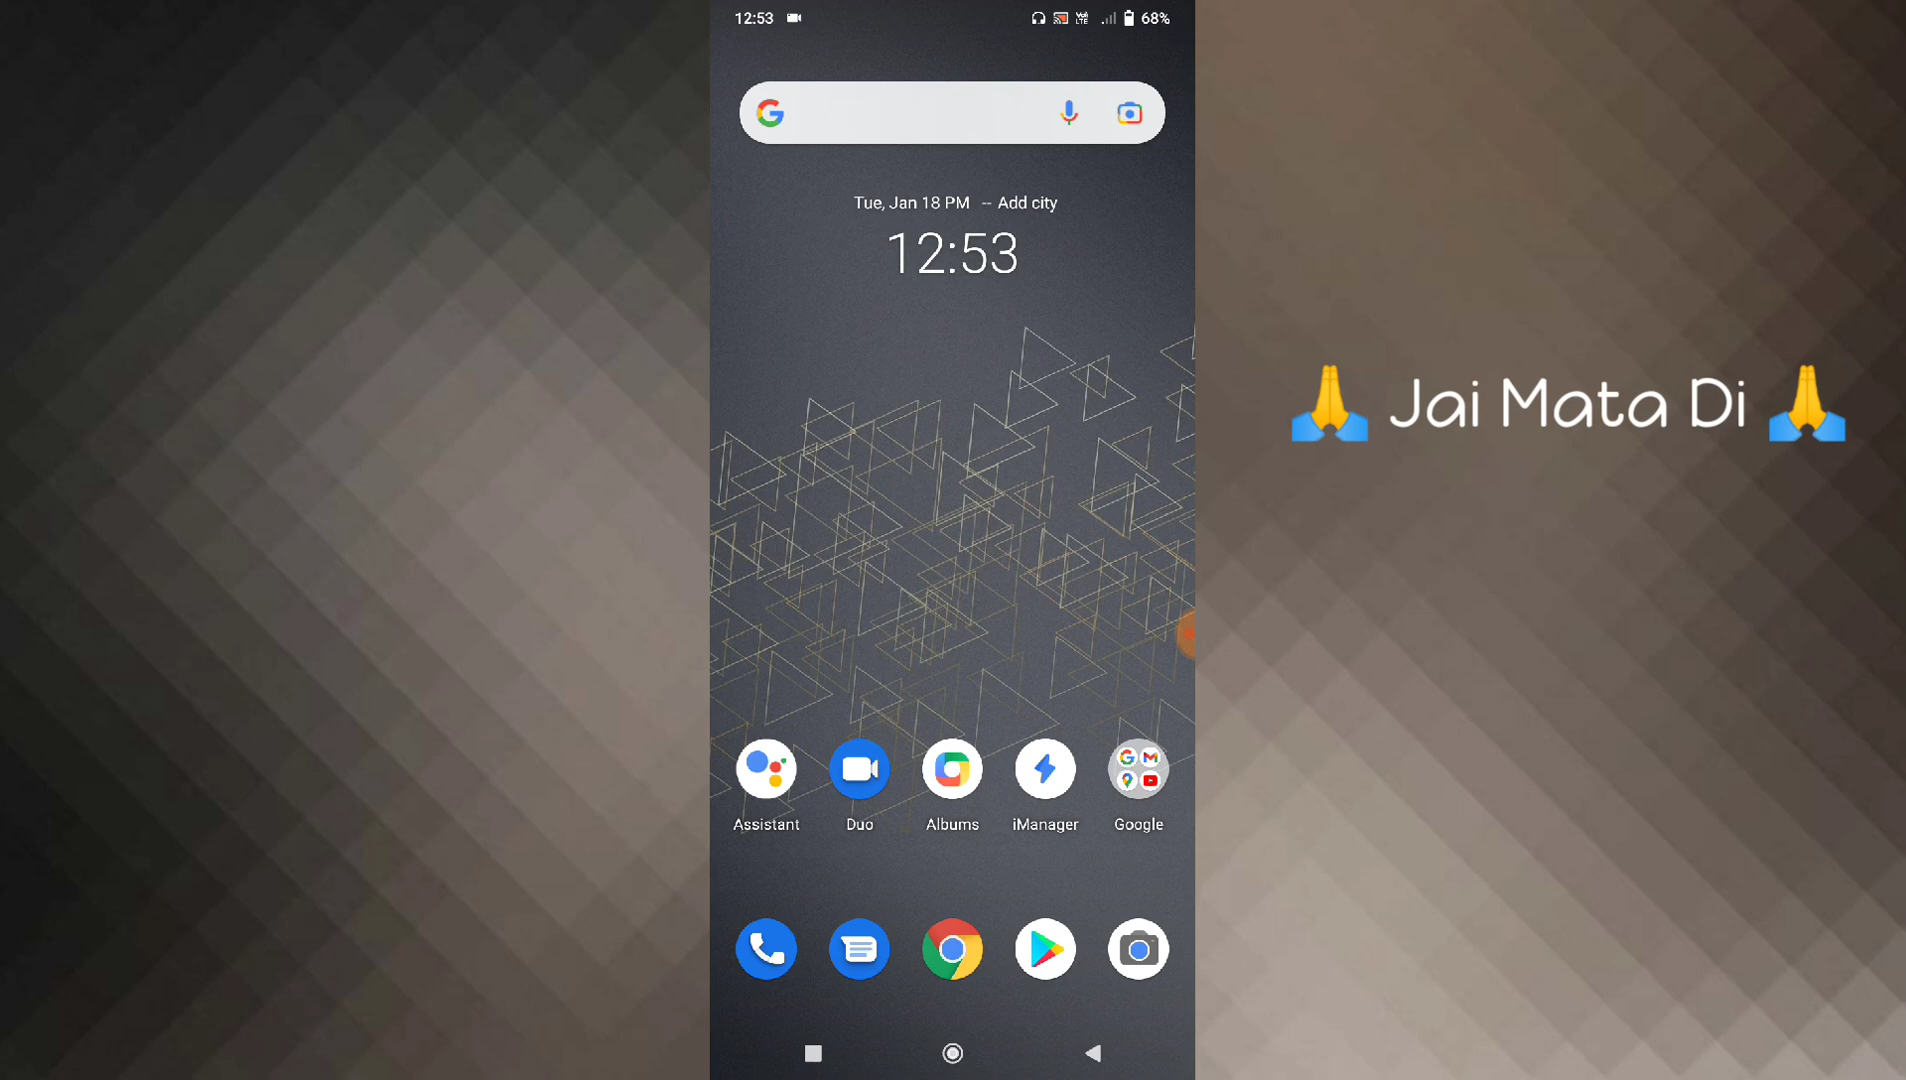 12:53
68%
Tue, Jan 18 PM -- Add city
12:53
🙏 Jai Mata Di 🙏
Assistant
Duo
Albums
iManager
Google